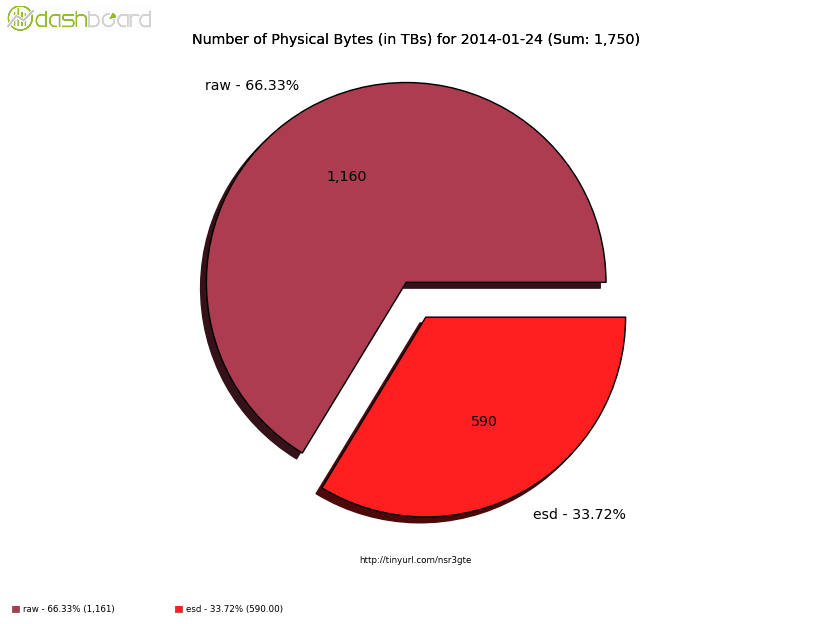 dashboard
Number of Physical Bytes (in TBs) for 2014-01-24 (Sum: 1,750)
raw - 66.33%
1,160
590
esd - 33.72%
http://tinyurl.com/nsr3gte
raw - 66.33% (1,161) esd - 33.72% (590.00)